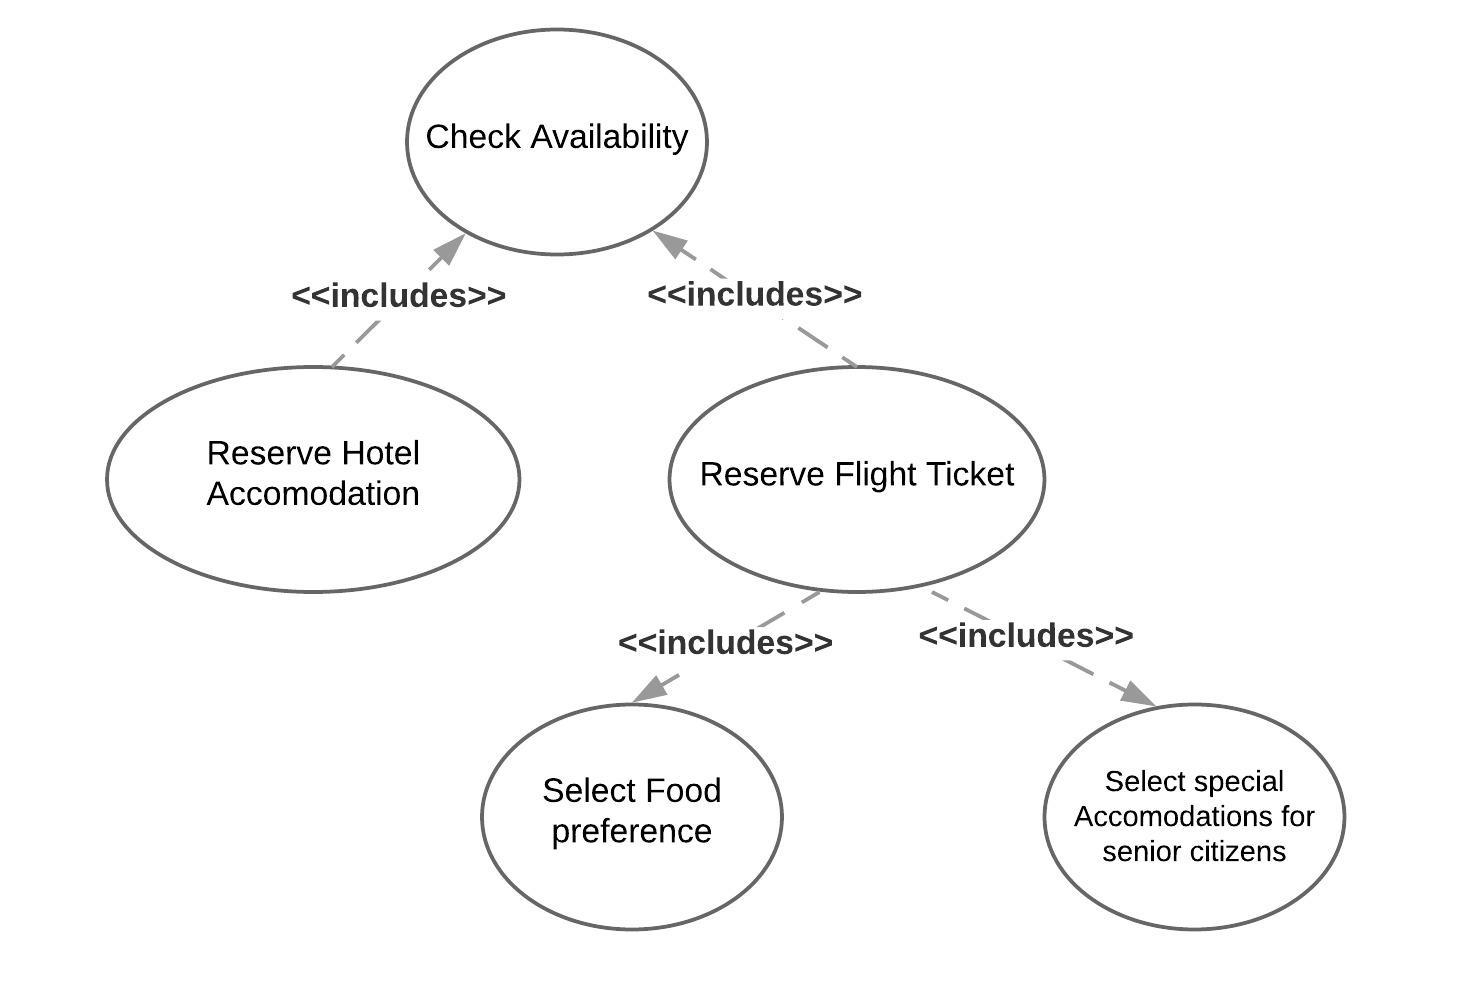 Check Availability
<<includes>>
<<includes>>
Reserve Hotel
Accomodation
Reserve Flight Ticket
<<includes>>
<<includes>>
Select Food
preference
Select special
Accomodations for
senior citizens